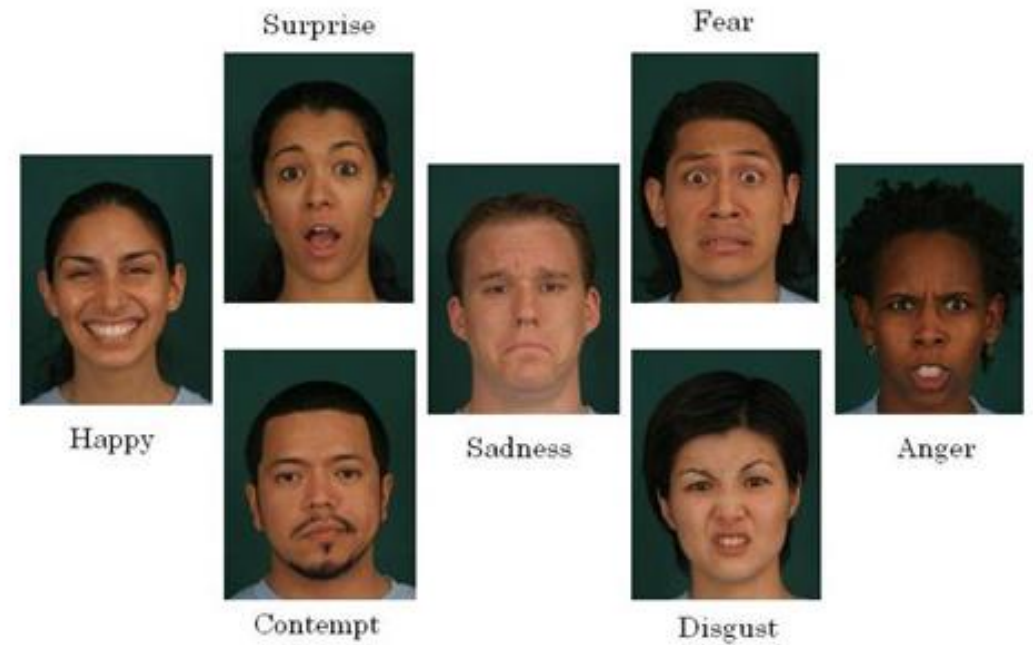 Surprise
Fear
Happy
Sadness
Anger
Contempt
Disgust